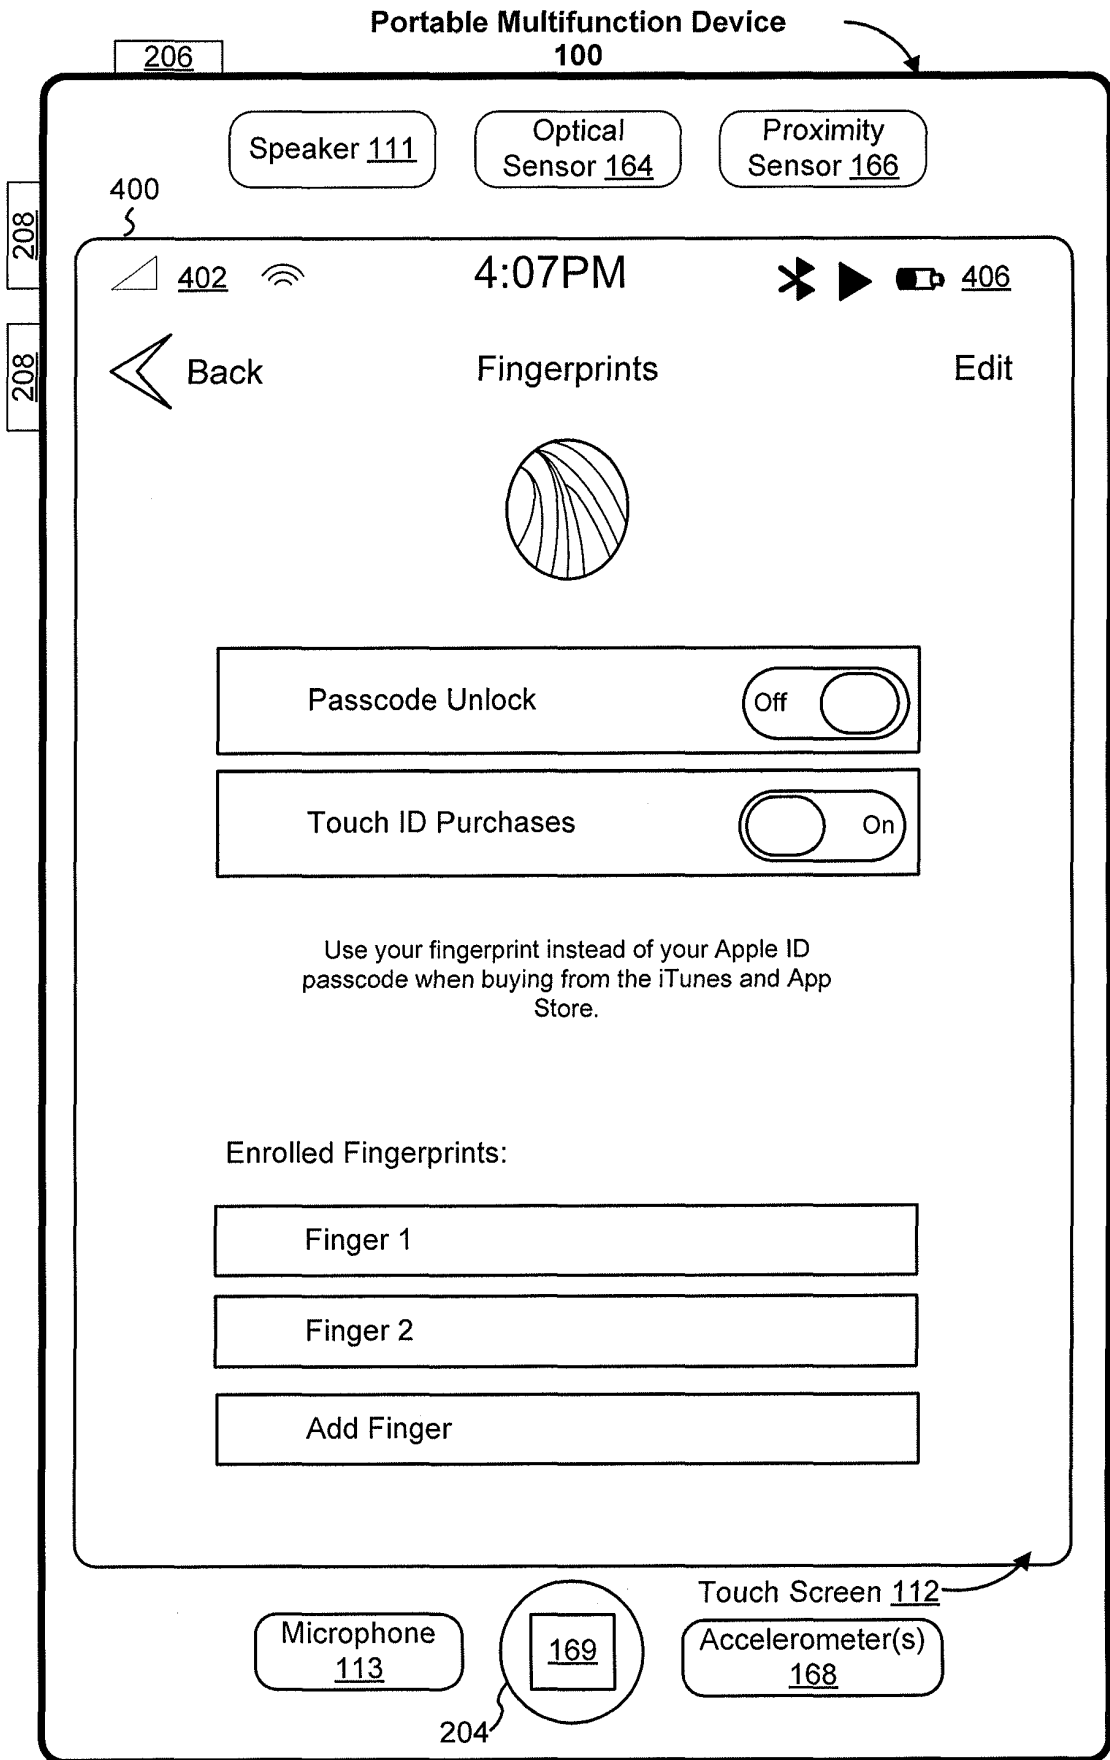 Portable Multifunction Device
100
206
Speaker 111
Optical
Sensor 164
Proximity
Sensor 166
400
208
402
4:07PM
406
208
Back
Fingerprints
Edit
Passcode Unlock
Off
Touch ID Purchases
On
Use your fingerprint instead of your Apple ID
passcode when buying from the iTunes and App
Store.
Enrolled Fingerprints:
Finger 1
Finger 2
Add Finger
Touch Screen 112
Microphone
113
169
Accelerometer(s)
168
204